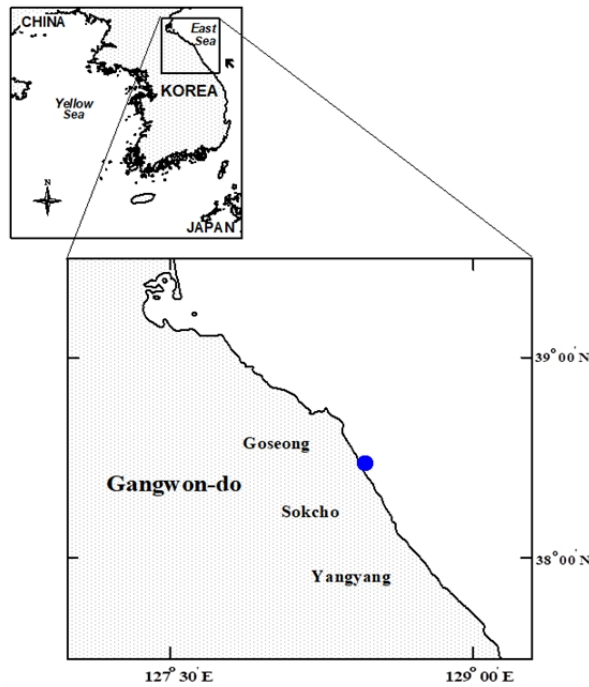 CHINA
East
Sea
KOREA
Yellow
Sea
N
JAPAN
39°00'N
Goseong
Gangwon-do
Sokcho
38°00'N
Yangyang
127°30'E
129°00'E